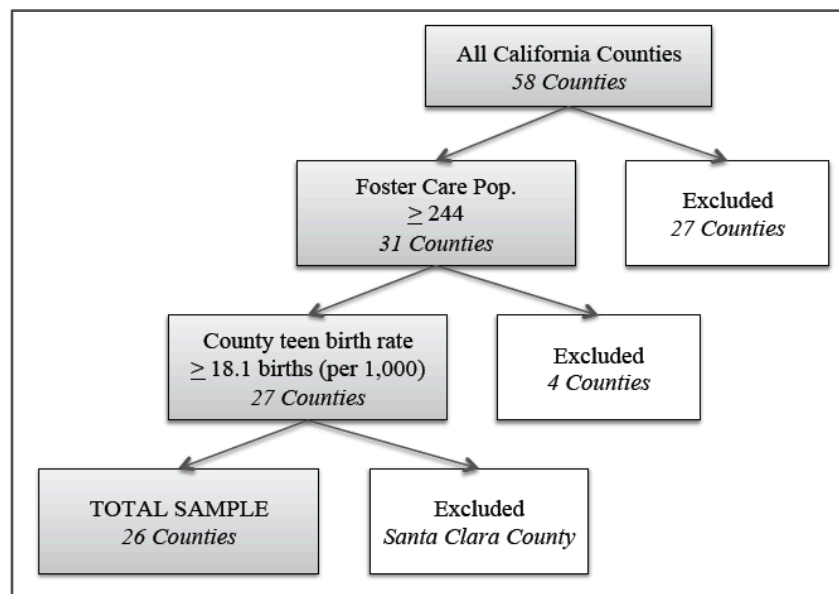 All California Counties
58 Counties
Foster Care Pop.
≥ 244
31 Counties
Excluded
27 Counties
County teen birth rate
≥ 18.1 births (per 1,000)
27 Counties
Excluded
4 Counties
TOTAL SAMPLE
26 Counties
Excluded
Santa Clara County